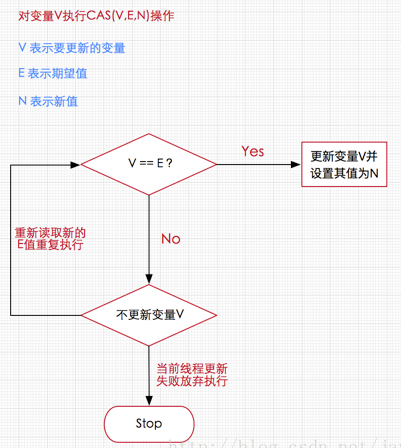 对变量V执行CAS(V,E,N)操作
V 表示要更新的变量
E 表示期望值
N 表示新值
V == E ?
Yes
更新变量V并
设置其值为N
重新读取新的
E值重复执行
No
不更新变量V
当前线程更新
失败放弃执行
Stop
http://blog.csdn.net/ja